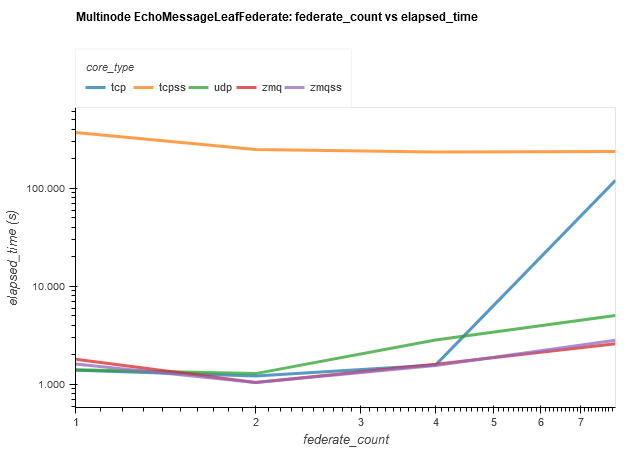 Multinode EchoMessageLeafFederate: federate_count vs elapsed_time
core_type
tcp tcpss udp zmq zmqss
elapsed_time (s)
100.000
10.000
1.000
1 2 3 4 5 6 7
federate_count